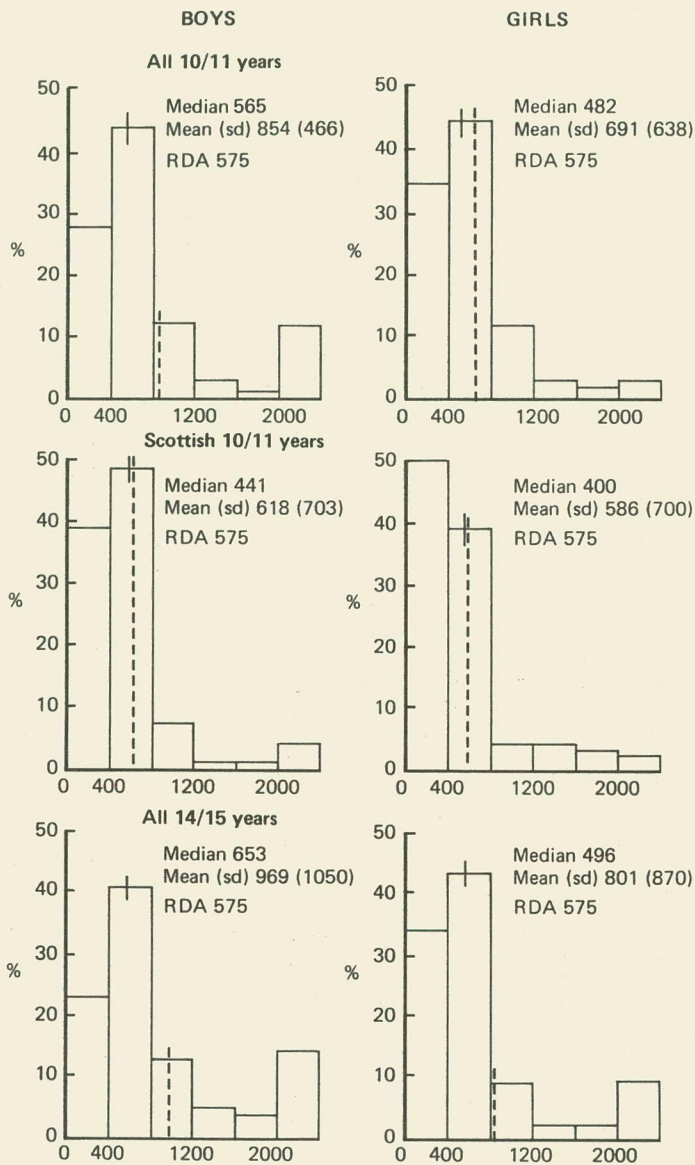 BOYS GIRLS
All 10/11 years
50
40
30
20
10
0
%
0 400 1200 2000
Median 565
Mean (sd) 854 (466)
RDA 575
50
40
30
20
10
0
%
0 400 1200 2000
Median 482
Mean (sd) 691 (638)
RDA 575
Scottish 10/11 years
50
40
30
20
10
0
%
0 400 1200 2000
Median 441
Mean (sd) 618 (703)
RDA 575
50
40
30
20
10
0
%
0 400 1200 2000
Median 400
Mean (sd) 586 (700)
RDA 575
All 14/15 years
50
40
30
20
10
0
%
0 400 1200 2000
Median 653
Mean (sd) 969 (1050)
RDA 575
50
40
30
20
10
0
%
0 400 1200 2000
Median 496
Mean (sd) 801 (870)
RDA 575